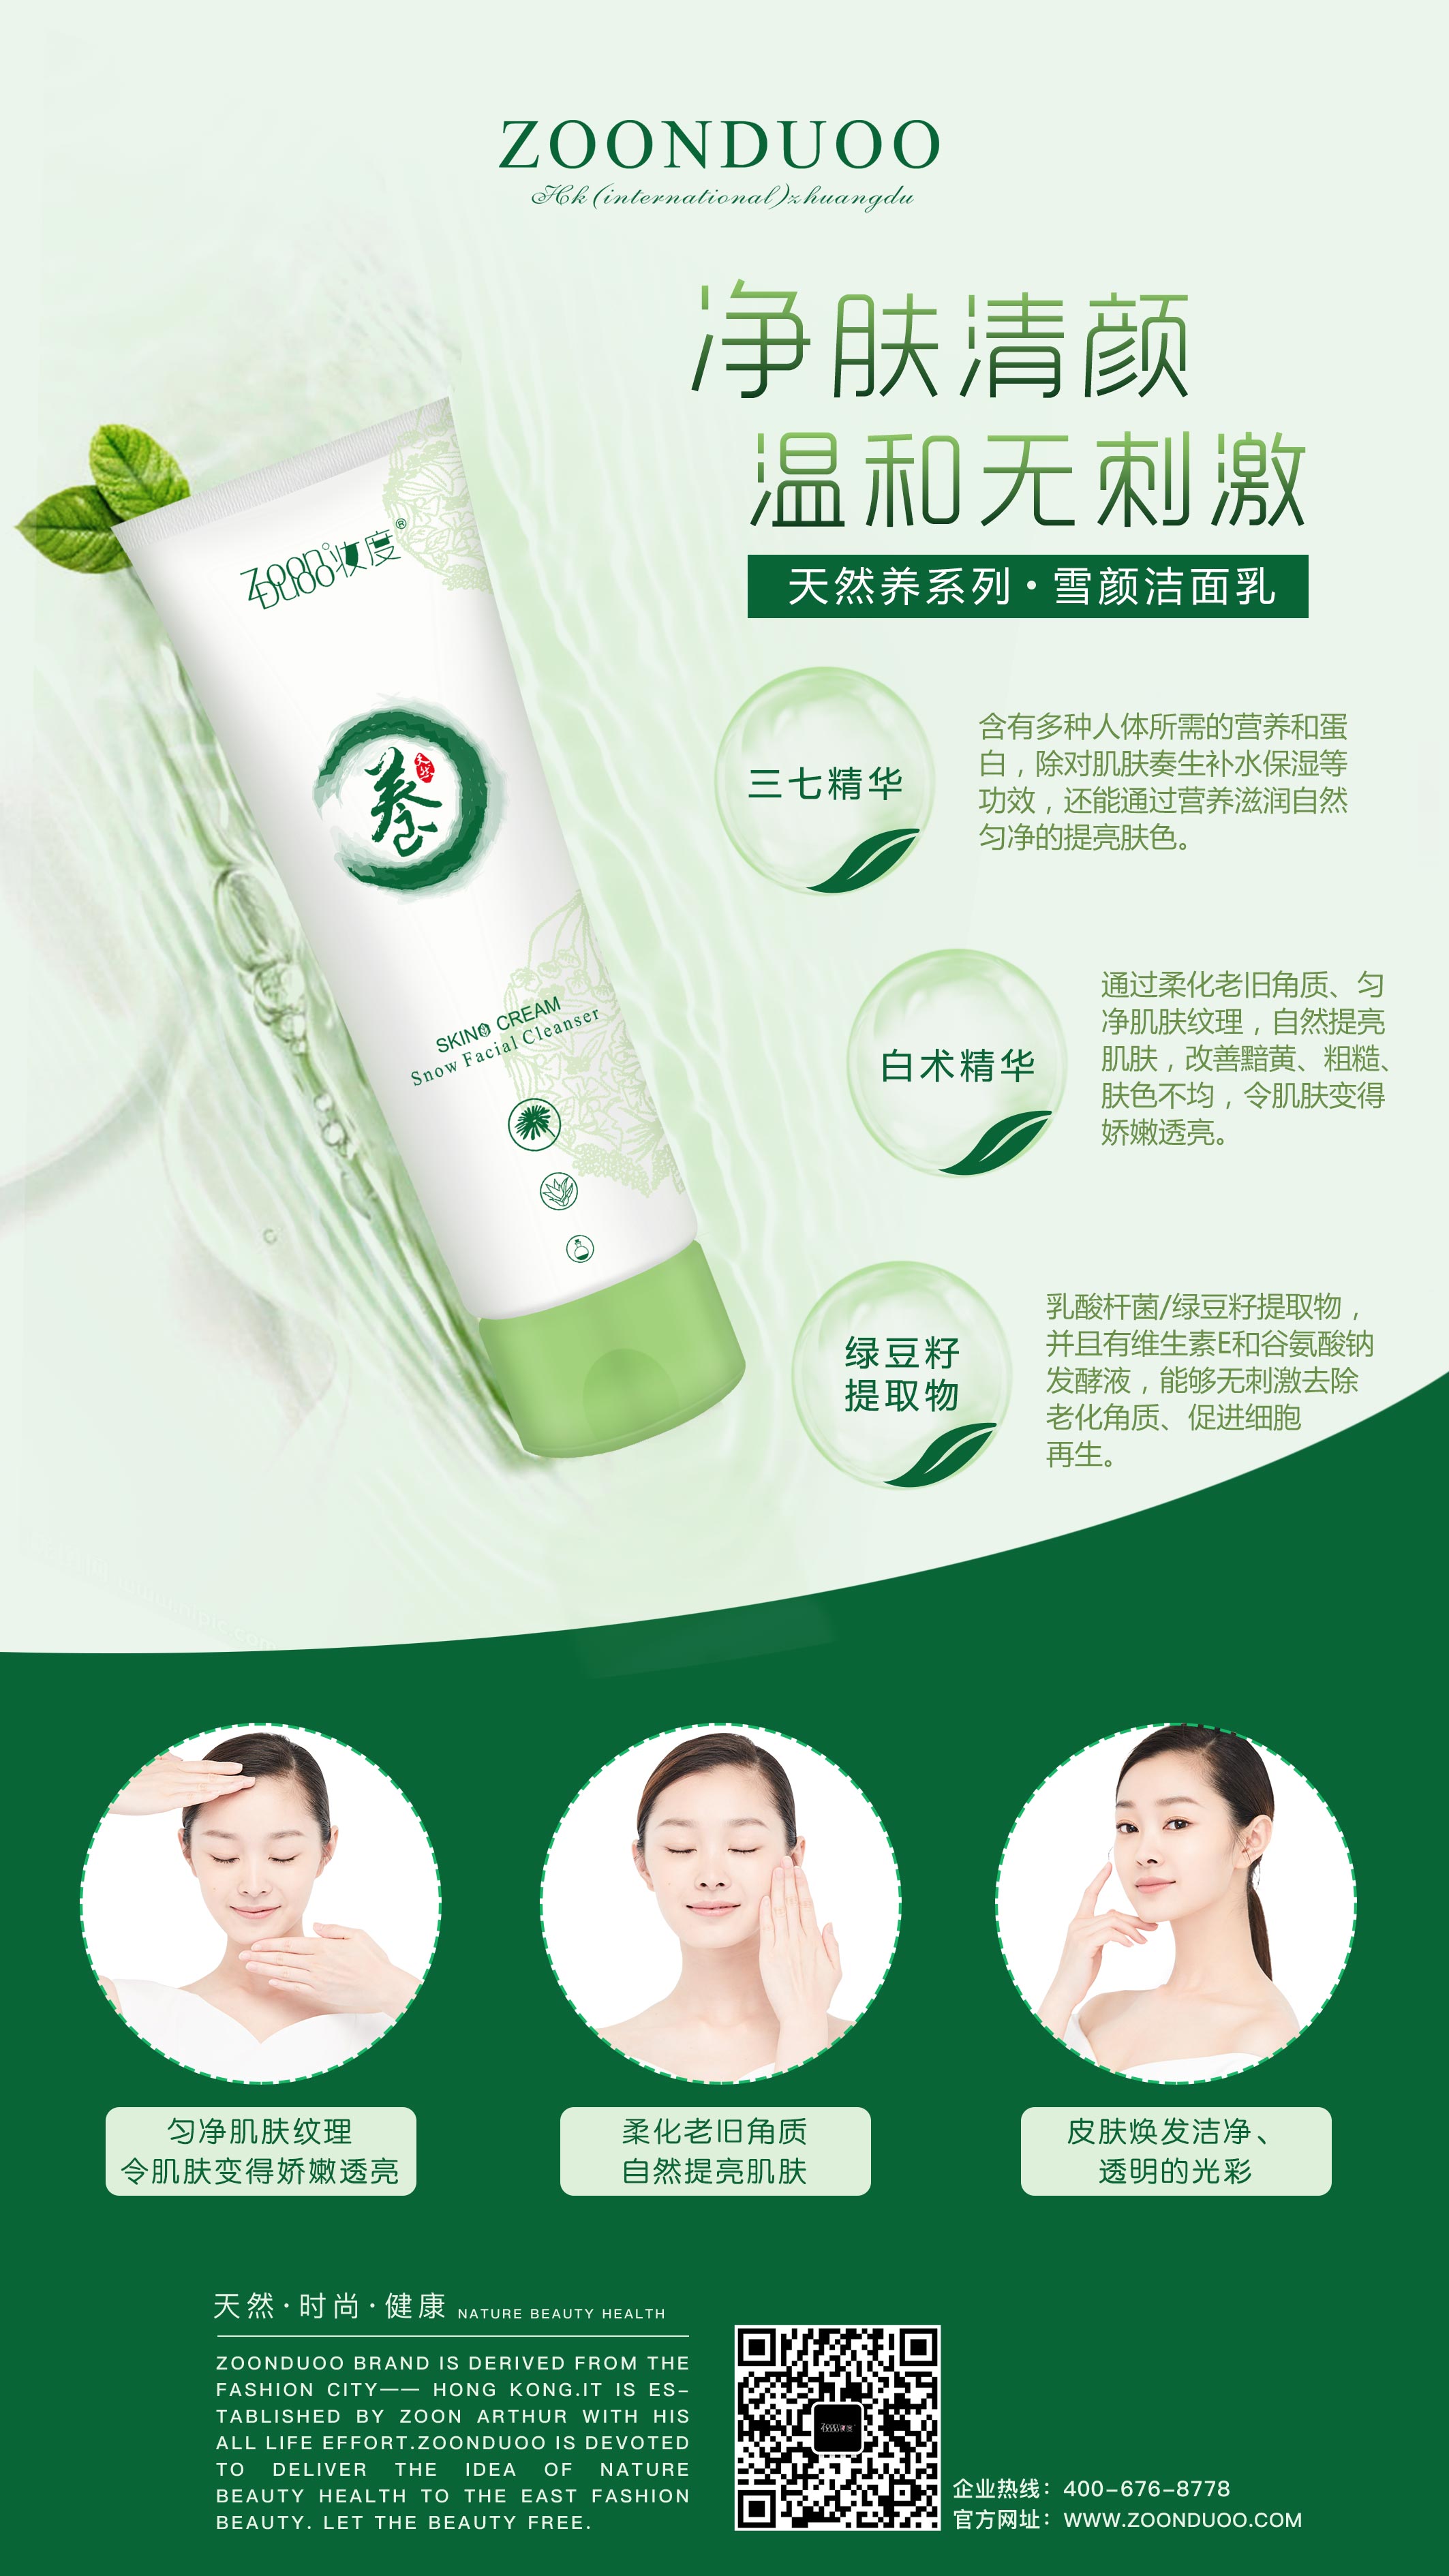 ZOONDUOO
Hk(international)zhuangdu
净肤清颜
温和无刺激
天然养系列·雪颜洁面乳
ZOON DUOO 妆度®
养
天然
SKIN CREAM
Snow Facial Cleanser
三七精华
含有多种人体所需的营养和蛋
白，除对肌肤奏生补水保湿等
功效，还能通过营养滋润自然
匀净的提亮肤色。
白术精华
通过柔化老旧角质、匀
净肌肤纹理，自然提亮
肌肤，改善黯黄、粗糙、
肤色不均，令肌肤变得
娇嫩透亮。
绿豆籽
提取物
乳酸杆菌/绿豆籽提取物，
并且有维生素E和谷氨酸钠
发酵液，能够无刺激去除
老化角质、促进细胞
再生。
匀净肌肤纹理
令肌肤变得娇嫩透亮
柔化老旧角质
自然提亮肌肤
皮肤焕发洁净、
透明的光彩
天然·时尚·健康 NATURE BEAUTY HEALTH
ZOONDUOO BRAND IS DERIVED FROM THE
FASHION CITY—— HONG KONG.IT IS ES-
TABLISHED BY ZOON ARTHUR WITH HIS
ALL LIFE EFFORT.ZOONDUOO IS DEVOTED
TO DELIVER THE IDEA OF NATURE
BEAUTY HEALTH TO THE EAST FASHION
BEAUTY. LET THE BEAUTY FREE.
企业热线：400-676-8778
官方网址：WWW.ZOONDUOO.COM